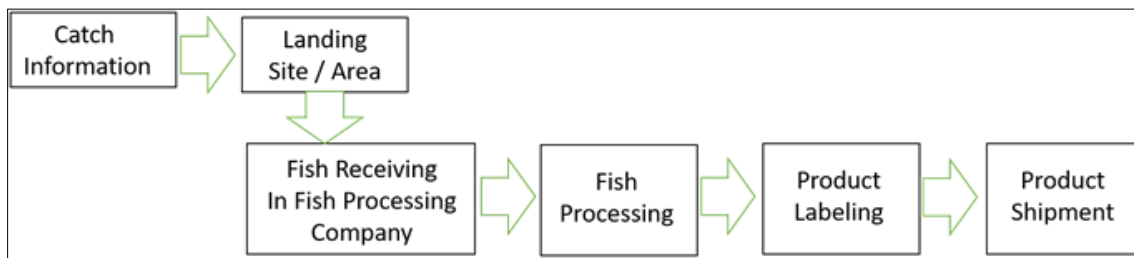 Catch
Information
Landing
Site / Area
Fish Receiving
In Fish Processing
Company
Fish
Processing
Product
Labeling
Product
Shipment